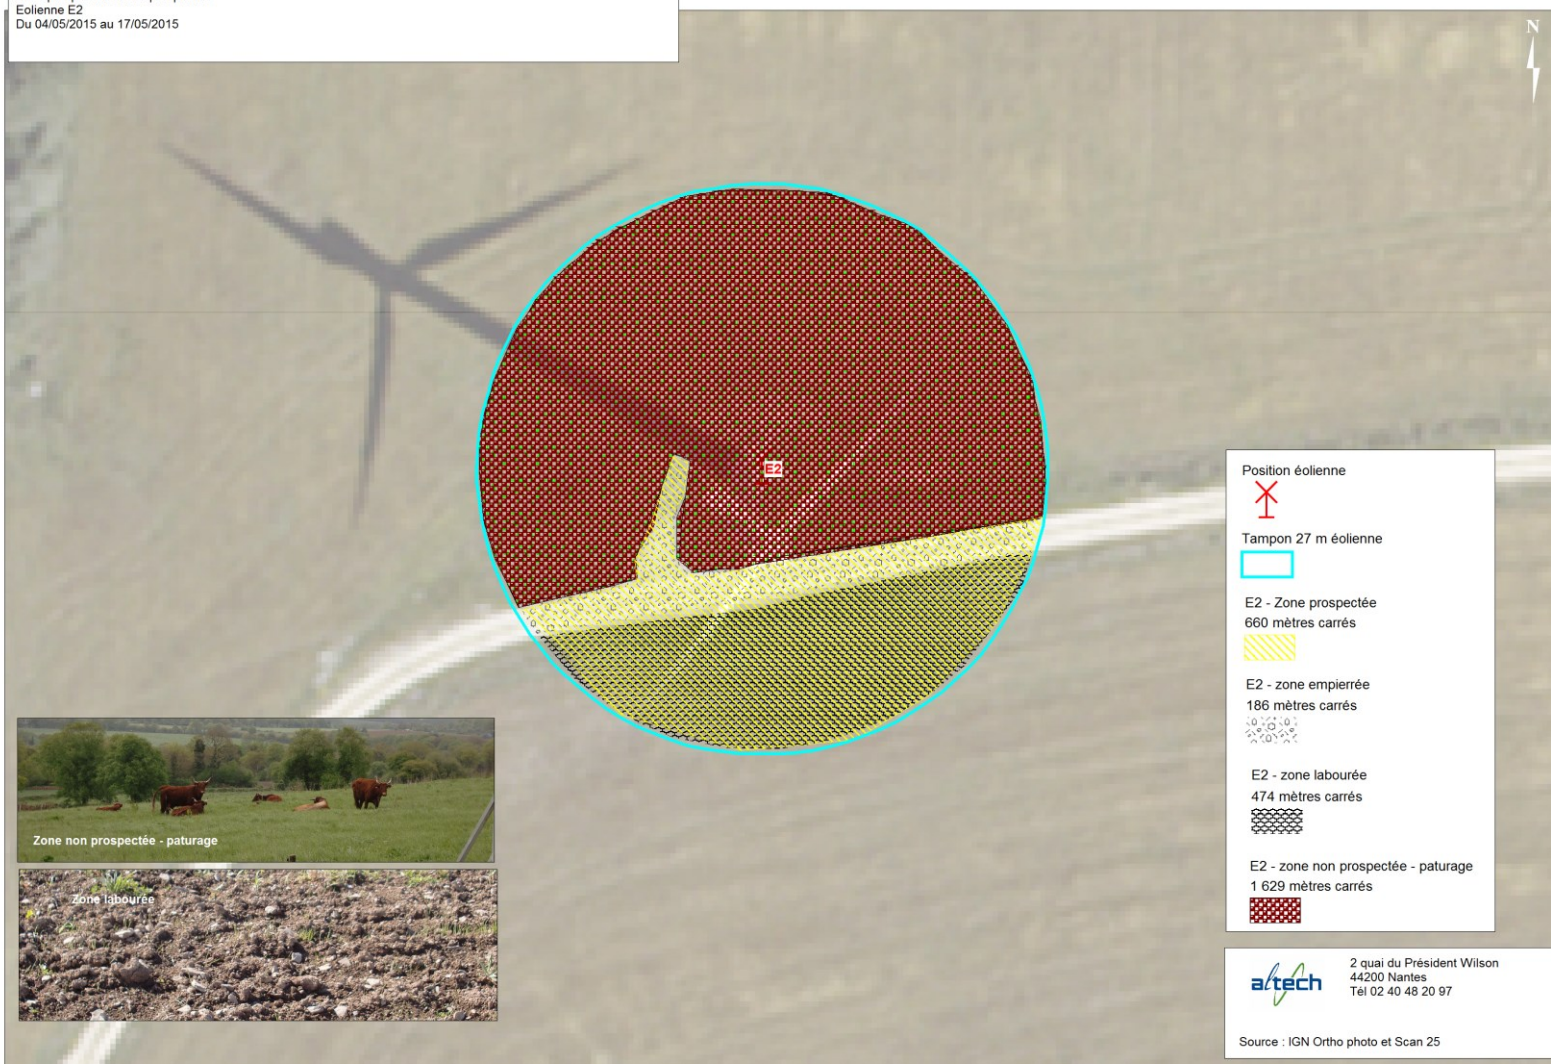 Eolienne E2
Du 04/05/2015 au 17/05/2015
N
E2
Position éolienne
Tampon 27 m éolienne
E2 - Zone prospectée
660 mètres carrés
E2 - zone empierrée
186 mètres carrés
E2 - zone labourée
474 mètres carrés
E2 - zone non prospectée - paturage
1 629 mètres carrés
Zone non prospectée - paturage
Zone labourée
altech
2 quai du Président Wilson
44200 Nantes
Tél 02 40 48 20 97
Source : IGN Ortho photo et Scan 25